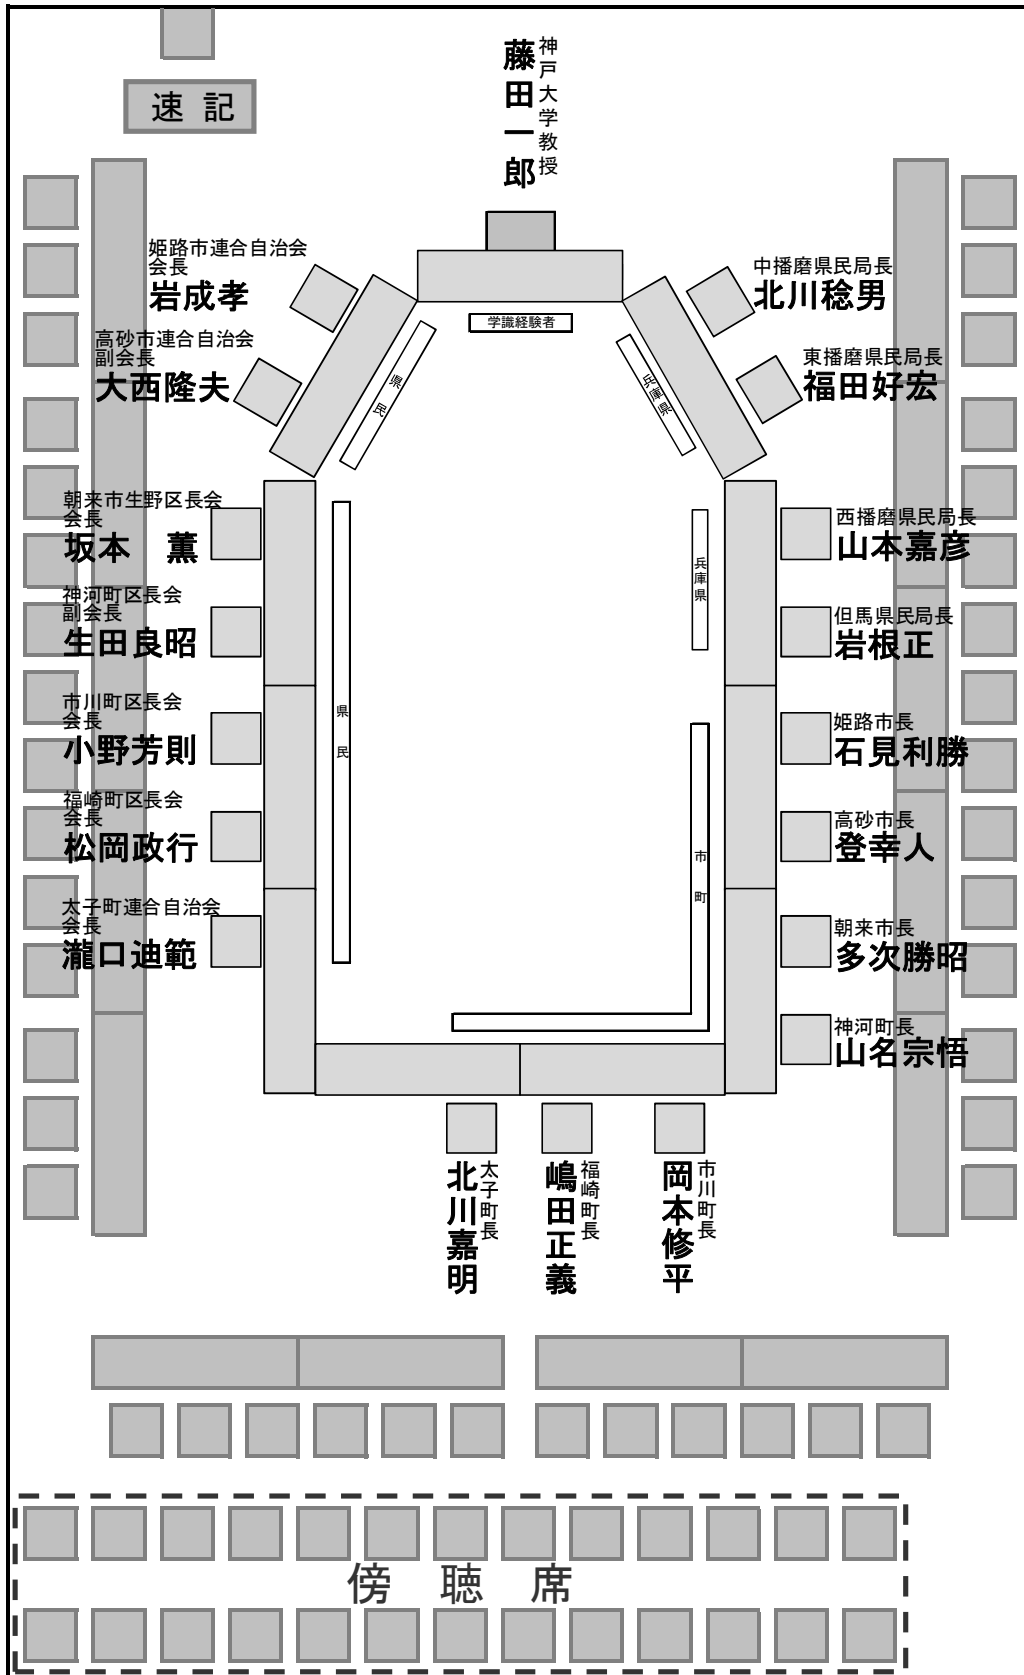 速 記
神戸大学教授
藤田一郎
姫路市連合自治会
会長
岩成孝
高砂市連合自治会
副会長
大西隆夫
中播磨県民局長
北川稔男
東播磨県民局長
福田好宏
学識経験者
県 民
兵庫県
朝来市生野区長会
会長
坂本 薫
神河町区長会
副会長
生田良昭
市川町区長会
会長
小野芳則
福崎町区長会
会長
松岡政行
太子町連合自治会
会長
瀧口迪範
県 民
兵庫県
市 町
西播磨県民局長
山本嘉彦
但馬県民局長
岩根正
姫路市長
石見利勝
高砂市長
登幸人
朝来市長
多次勝昭
神河町長
山名宗悟
太子町長
北川嘉明
福崎町長
嶋田正義
市川町長
岡本修平
傍 聴 席